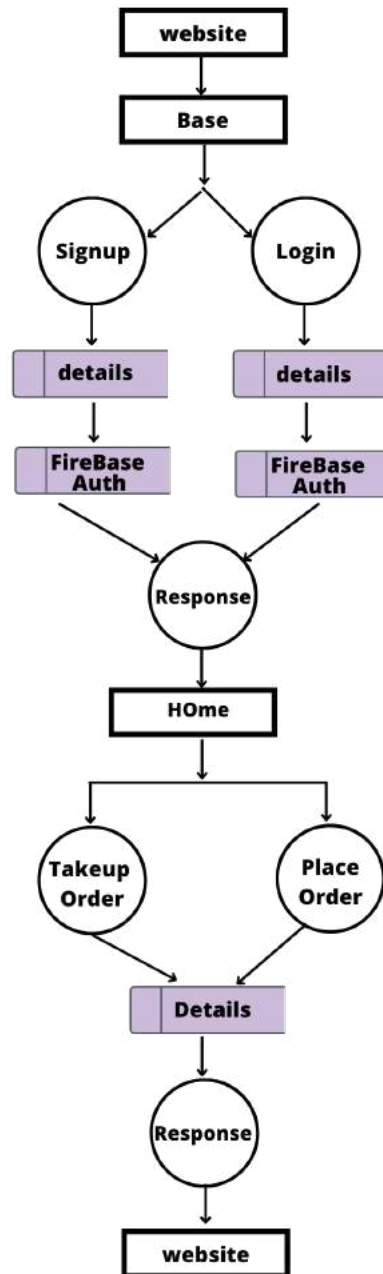 website
Base
Signup
Login
details
details
FireBase
Auth
FireBase
Auth
Response
HOme
Takeup
Order
Place
Order
Details
Response
website